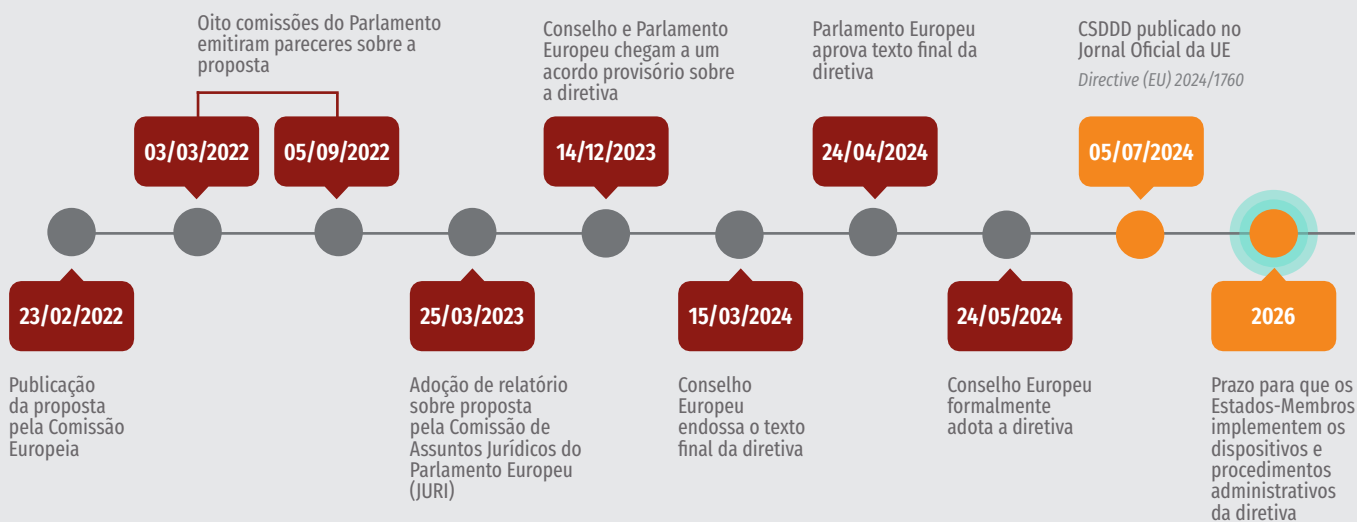 Oito comissões do Parlamento
emitiram pareceres sobre a
proposta
03/03/2022
05/09/2022
Conselho e Parlamento
Europeu chegam a um
acordo provisório sobre
a diretiva
14/12/2023
Parlamento Europeu
aprova texto final da
diretiva
24/04/2024
CSDDD publicado no
Jornal Oficial da UE
Directive (EU) 2024/1760
05/07/2024
23/02/2022
Publicação
da proposta
pela Comissão
Europeia
25/03/2023
Adoção de relatório
sobre proposta
pela Comissão de
Assuntos Jurídicos do
Parlamento Europeu
(JURI)
15/03/2024
Conselho
Europeu
endossa o texto
final da diretiva
24/05/2024
Conselho Europeu
formalmente
adota a diretiva
2026
Prazo para que os
Estados-Membros
implementem os
dispositivos e
procedimentos
administrativos
da diretiva